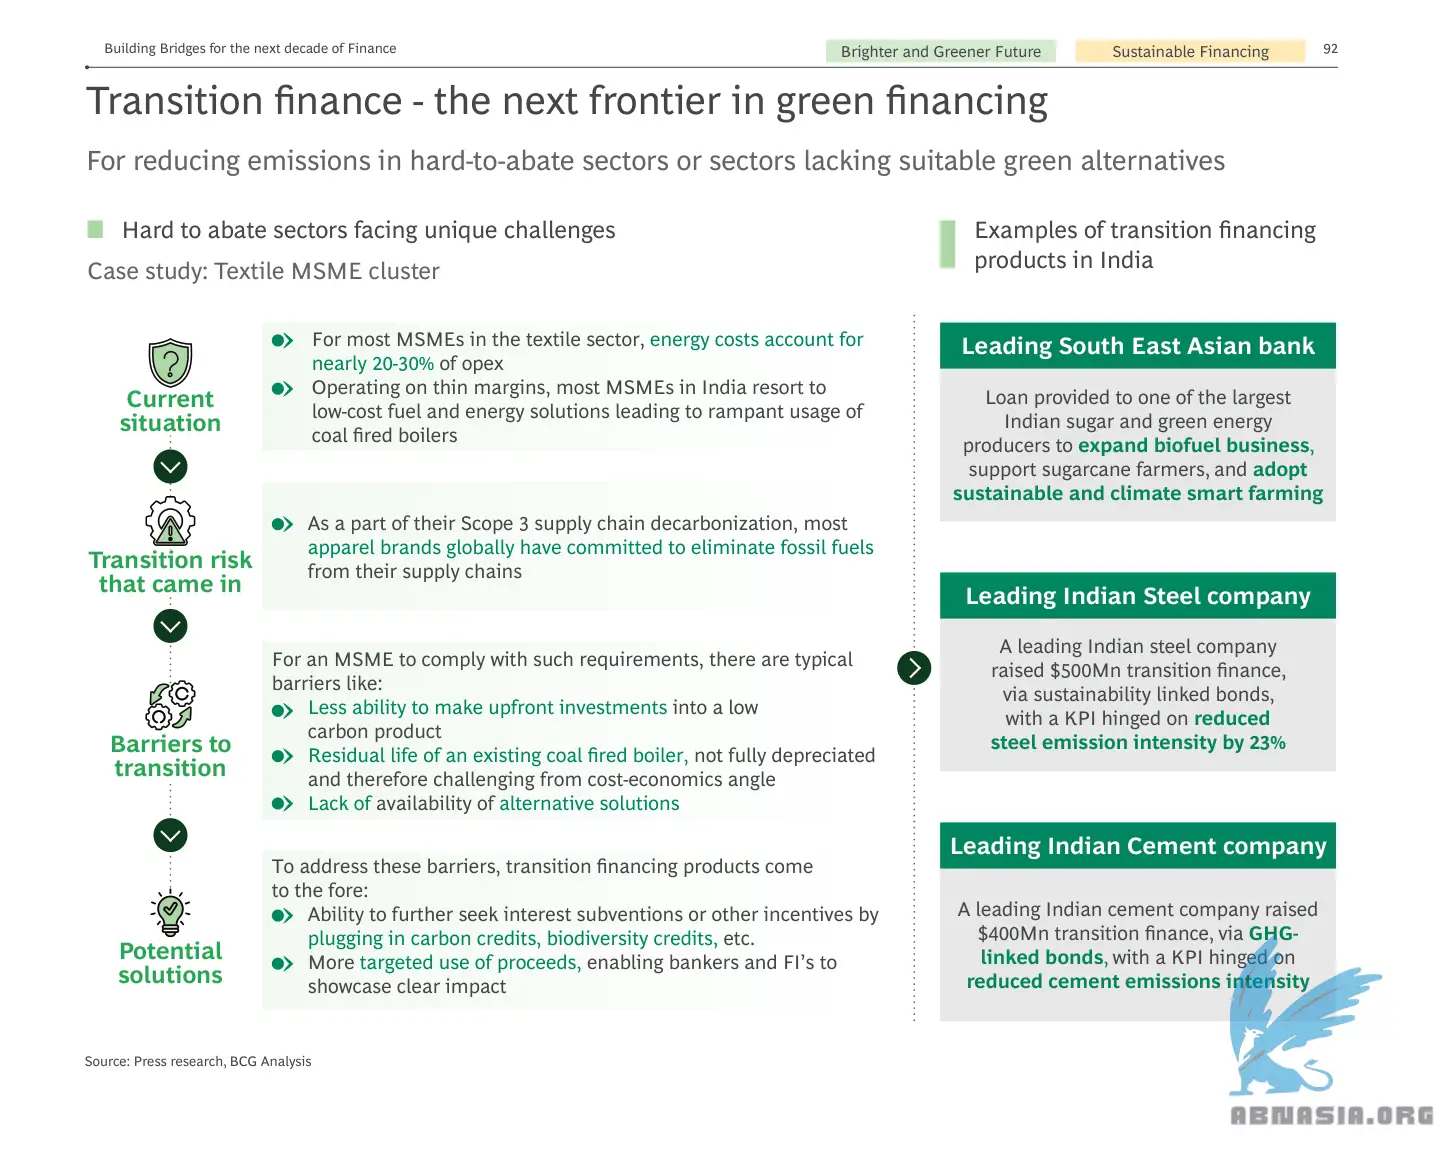 Building Bridges for the next decade of Finance
Brighter and Greener Future
Sustainable Financing
92
Transition finance - the next frontier in green financing
For reducing emissions in hard-to-abate sectors or sectors lacking suitable green alternatives
Hard to abate sectors facing unique challenges
Case study: Textile MSME cluster
Current
situation
For most MSMEs in the textile sector, energy costs account for
nearly 20-30% of opex
Operating on thin margins, most MSMEs in India resort to
low-cost fuel and energy solutions leading to rampant usage of
coal fired boilers
Transition risk
that came in
As a part of their Scope 3 supply chain decarbonization, most
apparel brands globally have committed to eliminate fossil fuels
from their supply chains
Barriers to
transition
For an MSME to comply with such requirements, there are typical
barriers like:
Less ability to make upfront investments into a low
carbon product
Residual life of an existing coal fired boiler, not fully depreciated
and therefore challenging from cost-economics angle
Lack of availability of alternative solutions
Potential
solutions
To address these barriers, transition financing products come
to the fore:
Ability to further seek interest subventions or other incentives by
plugging in carbon credits, biodiversity credits, etc.
More targeted use of proceeds, enabling bankers and FI's to
showcase clear impact
Examples of transition financing
products in India
Leading South East Asian bank
Loan provided to one of the largest
Indian sugar and green energy
producers to expand biofuel business,
support sugarcane farmers, and adopt
sustainable and climate smart farming
Leading Indian Steel company
A leading Indian steel company
raised $500Mn transition finance,
via sustainability linked bonds,
with a KPI hinged on reduced
steel emission intensity by 23%
Leading Indian Cement company
A leading Indian cement company raised
$400Mn transition finance, via GHG-
linked bonds, with a KPI hinged on
reduced cement emissions intensity
Source: Press research, BCG Analysis
ABNASIA.ORG